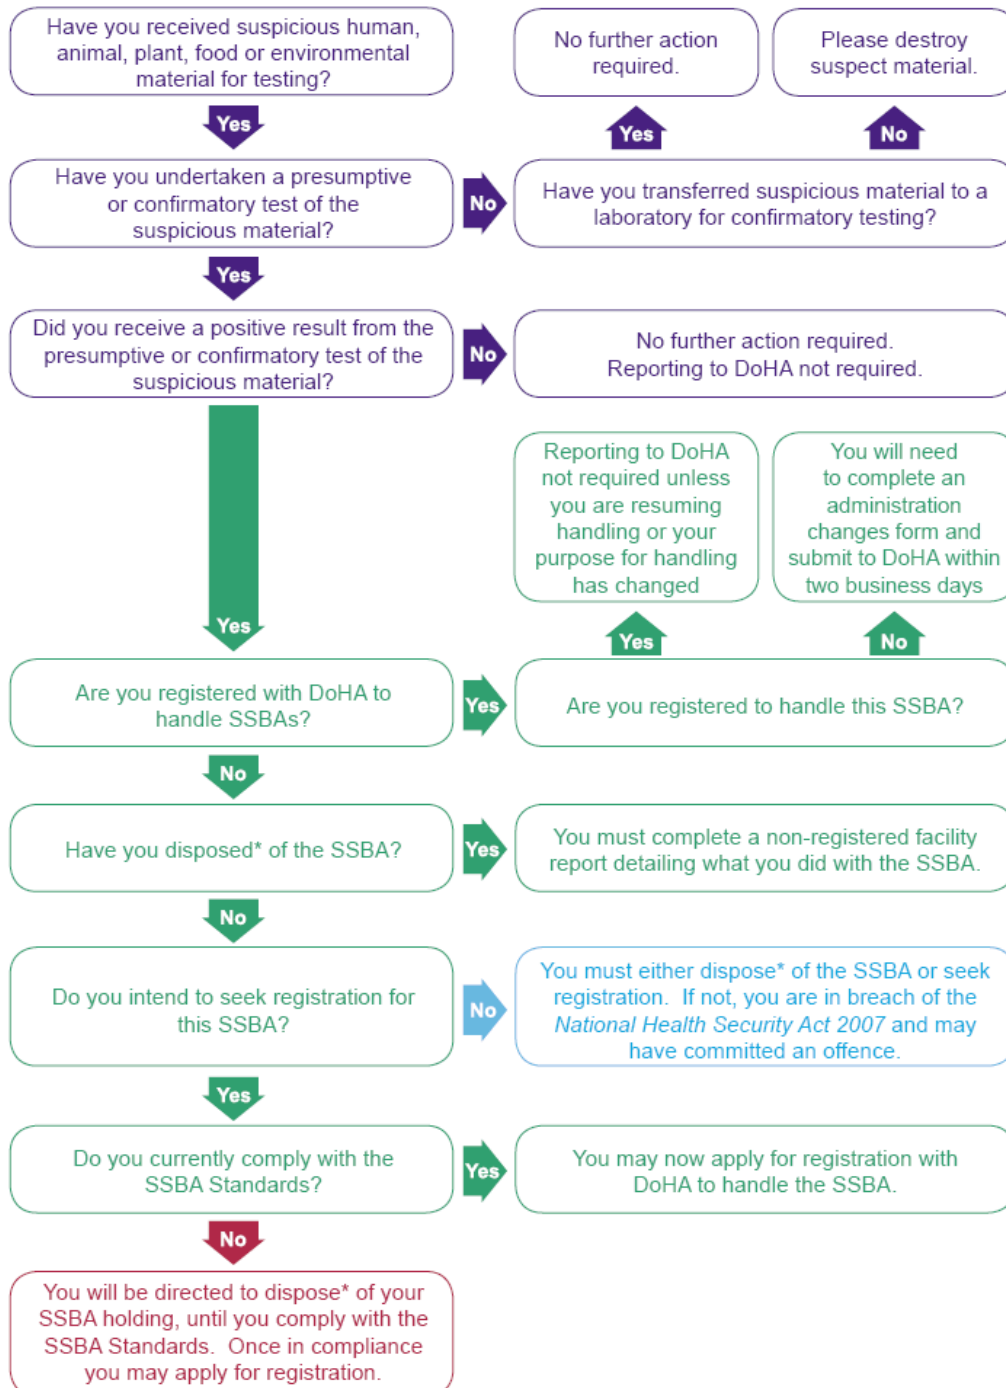 Have you received suspicious human,
animal, plant, food or environmental
material for testing?
No further action
required.
Please destroy
suspect material.
Yes
Yes
No
Have you undertaken a presumptive
or confirmatory test of the
suspicious material?
No
Have you transferred suspicious material to a
laboratory for confirmatory testing?
Yes
Did you receive a positive result from the
presumptive or confirmatory test of the
suspicious material?
No
No further action required.
Reporting to DoHA not required.
Reporting to DoHA
not required unless
you are resuming
handling or your
purpose for handling
has changed
You will need
to complete an
administration
changes form and
submit to DoHA within
two business days
Yes
Yes
No
Are you registered with DoHA to
handle SSBAs?
Yes
Are you registered to handle this SSBA?
No
Have you disposed* of the SSBA?
Yes
You must complete a non-registered facility
report detailing what you did with the SSBA.
No
Do you intend to seek registration for
this SSBA?
No
You must either dispose* of the SSBA or seek
registration. If not, you are in breach of the
National Health Security Act 2007 and may
have committed an offence.
Yes
Do you currently comply with the
SSBA Standards?
Yes
You may now apply for registration with
DoHA to handle the SSBA.
No
You will be directed to dispose* of your
SSBA holding, until you comply with the
SSBA Standards. Once in compliance
you may apply for registration.